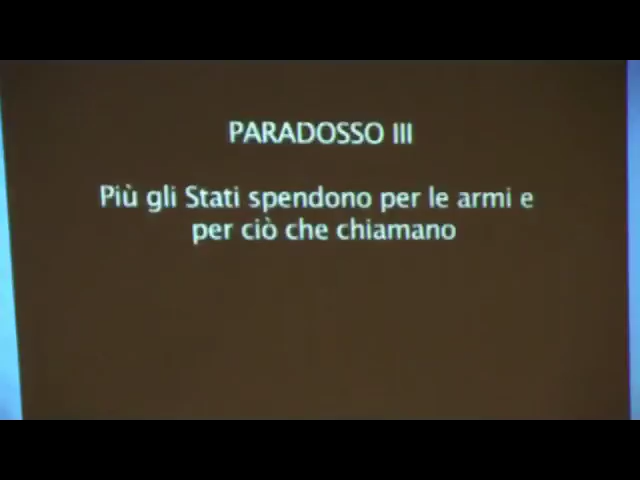 PARADOSSO III
Più gli Stati spendono per le armi e
per ciò che chiamano